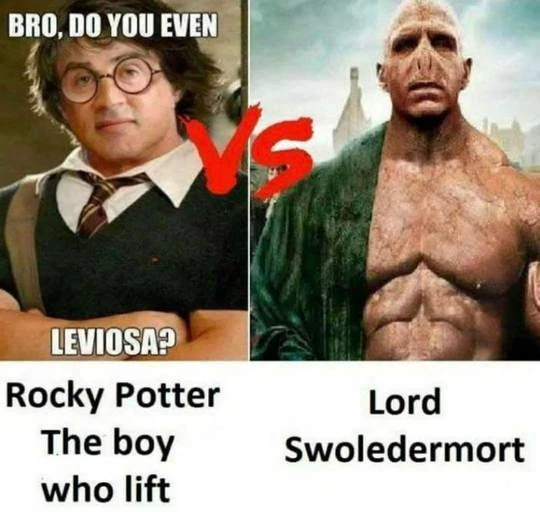 BRO, DO YOU EVEN
VS
LEVIOSA?
Rocky Potter
The boy
who lift
Lord
Swoledermort